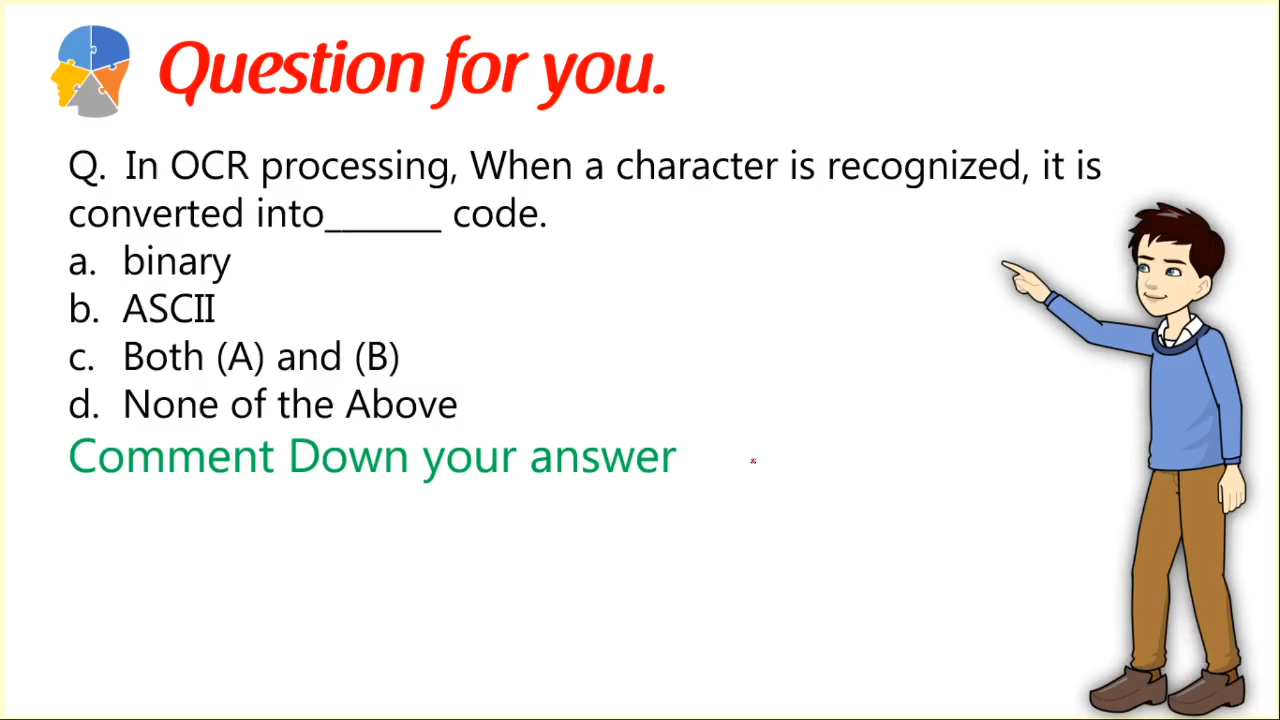 Question for you.
Q. In OCR processing, When a character is recognized, it is
converted into_______ code.
a. binary
b. ASCII
c. Both (A) and (B)
d. None of the Above
Comment Down your answer